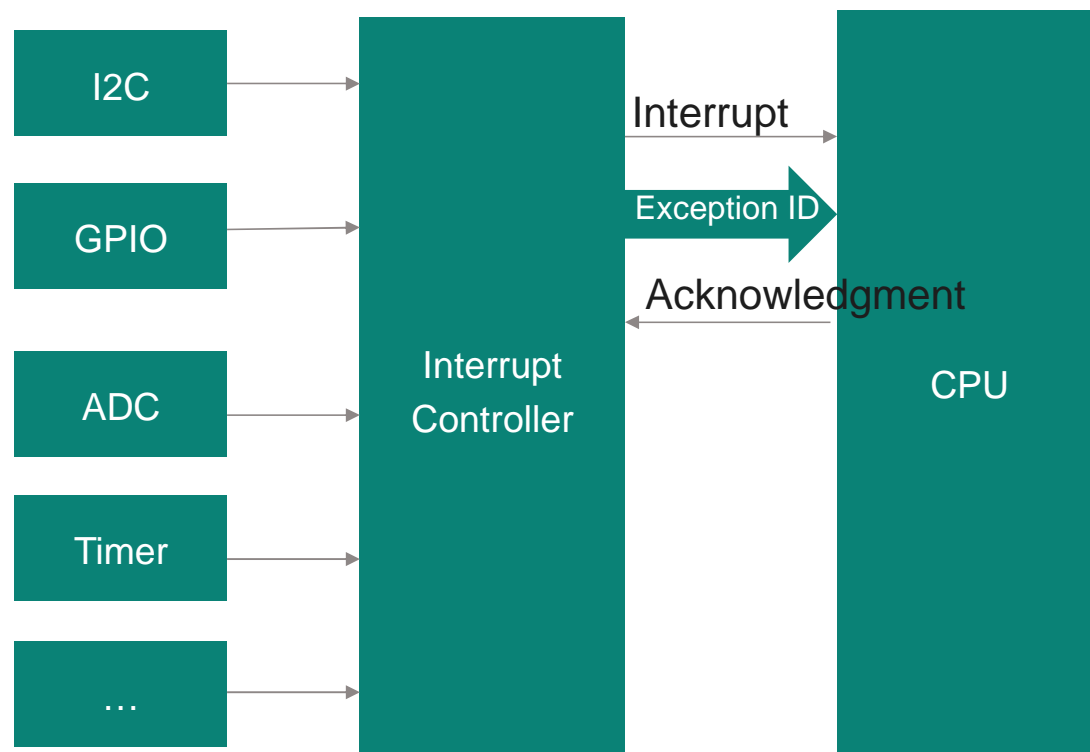 I2C
GPIO
ADC
Timer
…
Interrupt
Controller
Interrupt
Exception ID
Acknowledgment
CPU